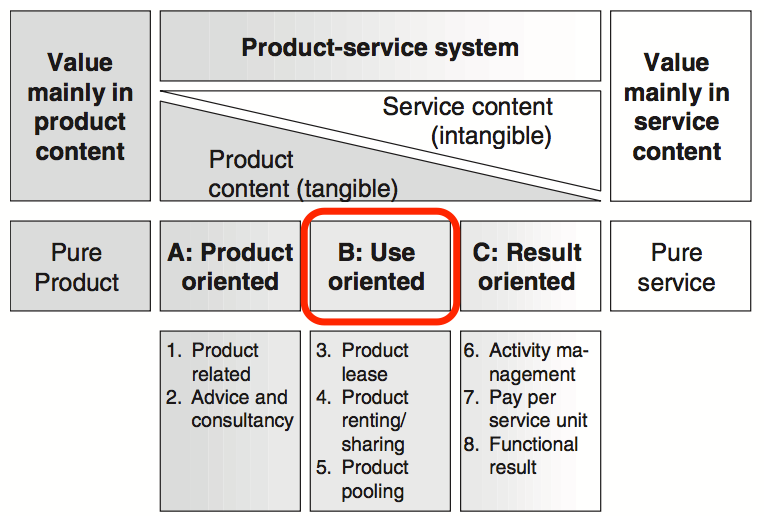 Value
mainly in
product
content
Product-service system
Service content
(intangible)
Product
content (tangible)
Value
mainly in
service
content
Pure
Product
A: Product
oriented
B: Use
oriented
C: Result
oriented
Pure
service
1. Product
related
2. Advice and
consultancy
3. Product
lease
4. Product
renting/
sharing
5. Product
pooling
6. Activity ma-
nagement
7. Pay per
service unit
8. Functional
result